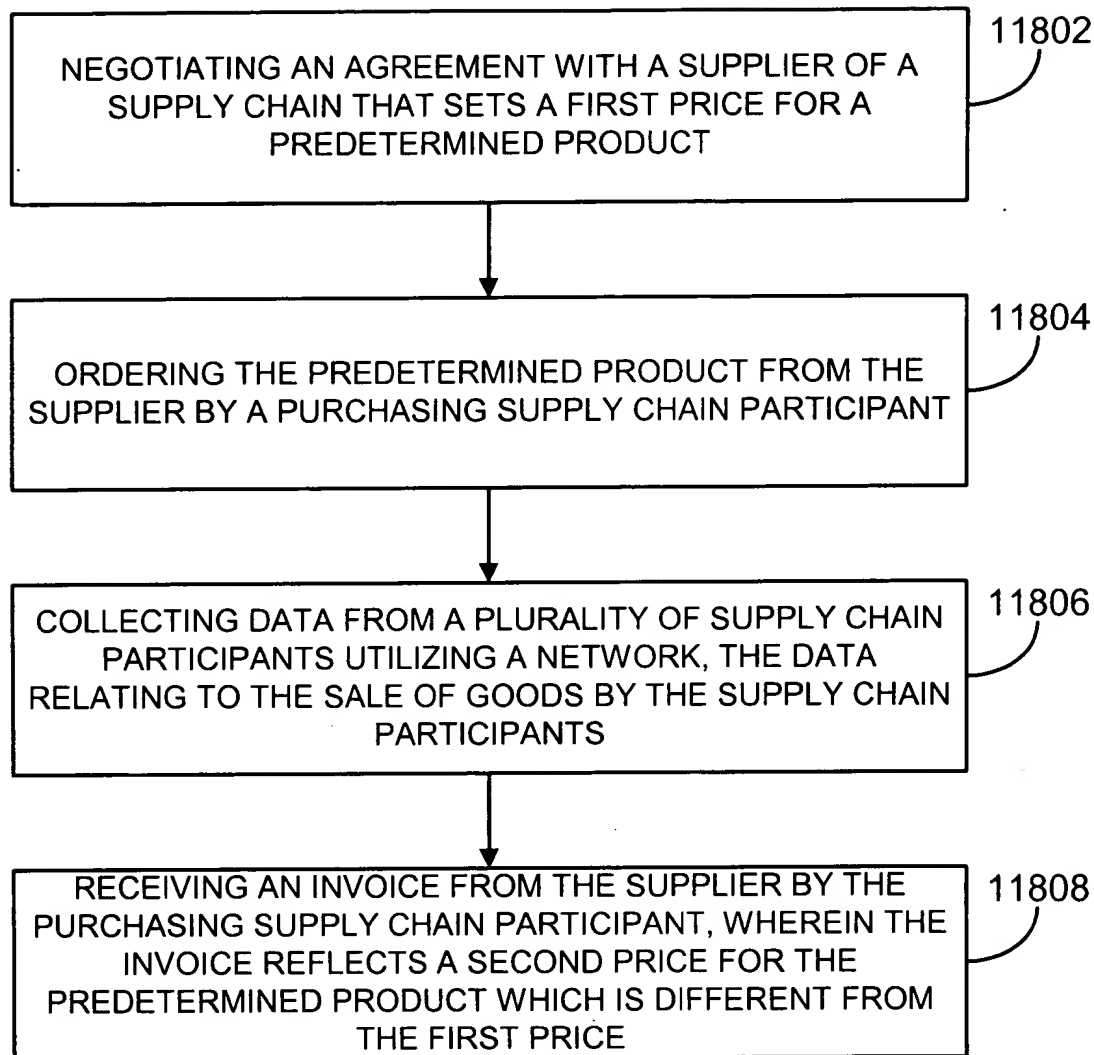 11802
NEGOTIATING AN AGREEMENT WITH A SUPPLIER OF A
SUPPLY CHAIN THAT SETS A FIRST PRICE FOR A
PREDETERMINED PRODUCT
11804
ORDERING THE PREDETERMINED PRODUCT FROM THE
SUPPLIER BY A PURCHASING SUPPLY CHAIN PARTICIPANT
11806
COLLECTING DATA FROM A PLURALITY OF SUPPLY CHAIN
PARTICIPANTS UTILIZING A NETWORK, THE DATA
RELATING TO THE SALE OF GOODS BY THE SUPPLY CHAIN
PARTICIPANTS
11808
RECEIVING AN INVOICE FROM THE SUPPLIER BY THE
PURCHASING SUPPLY CHAIN PARTICIPANT, WHEREIN THE
INVOICE REFLECTS A SECOND PRICE FOR THE
PREDETERMINED PRODUCT WHICH IS DIFFERENT FROM
THE FIRST PRICE